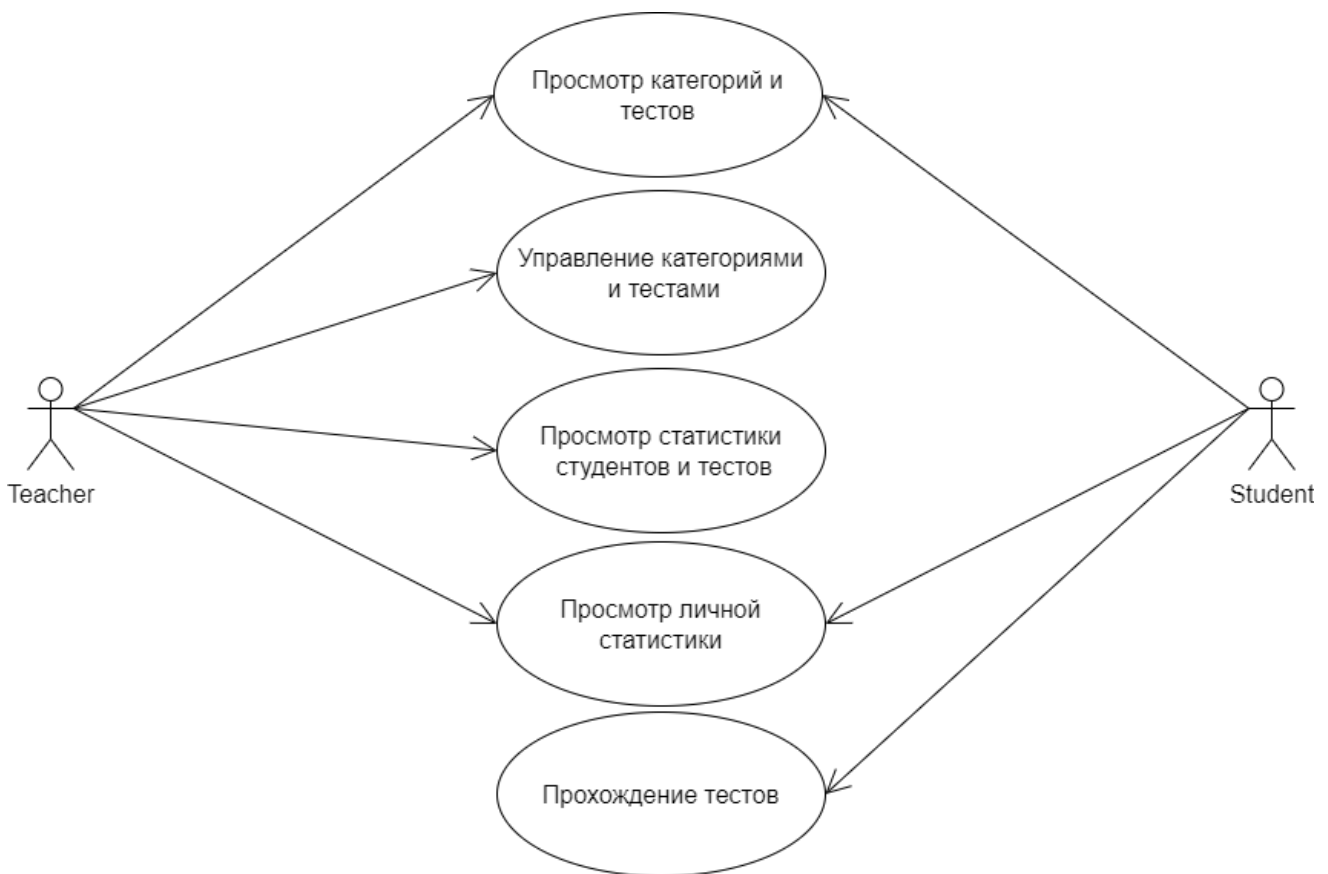 Просмотр категорий и
тестов
Управление категориями
и тестами
Просмотр статистики
студентов и тестов
Teacher
Student
Просмотр личной
статистики
Прохождение тестов